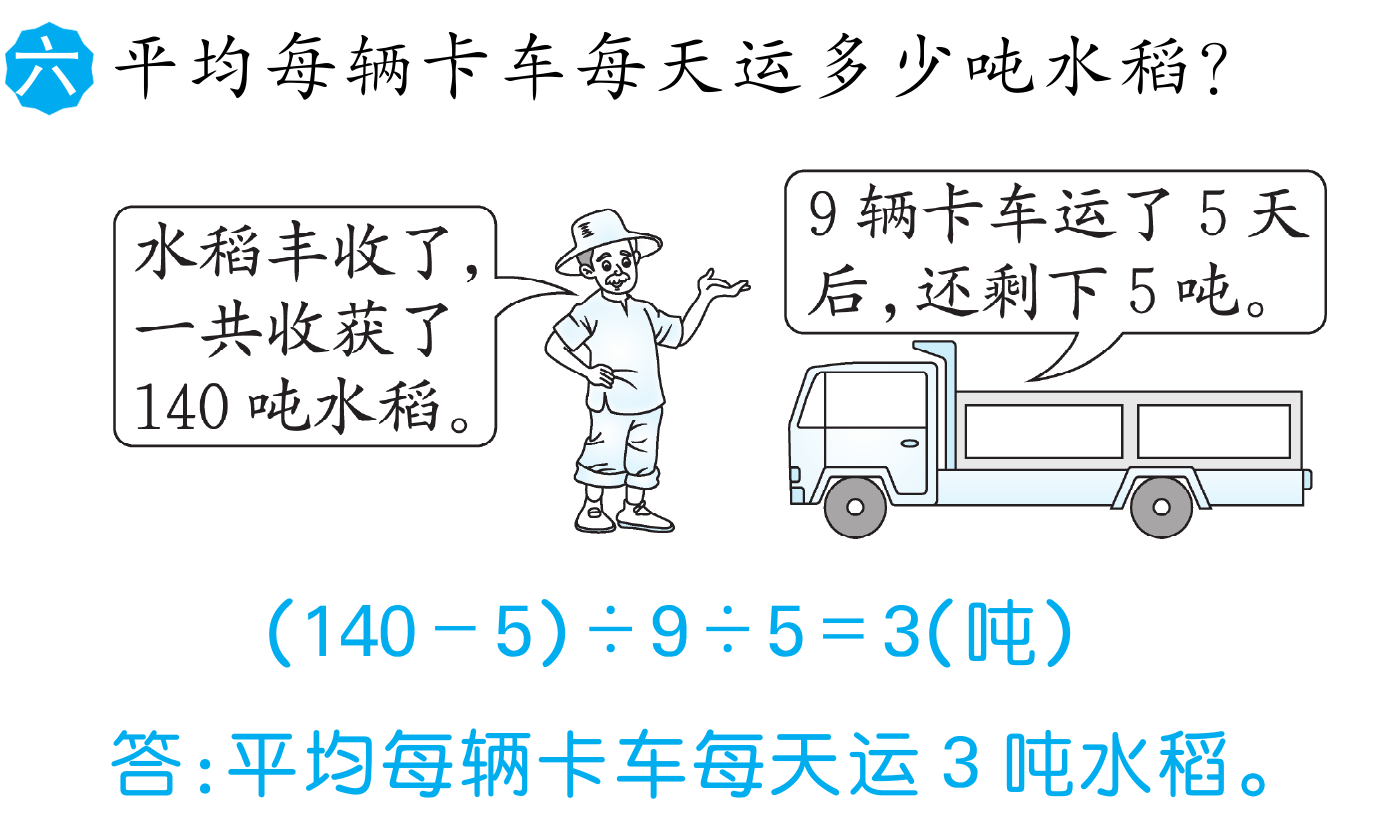 六 平均每辆卡车每天运多少吨水稻?
水稻丰收了,
一共收获了
140 吨水稻。
9 辆卡车运了 5 天
后,还剩下 5 吨。
(140-5)÷9÷5=3(吨)
答:平均每辆卡车每天运 3 吨水稻。